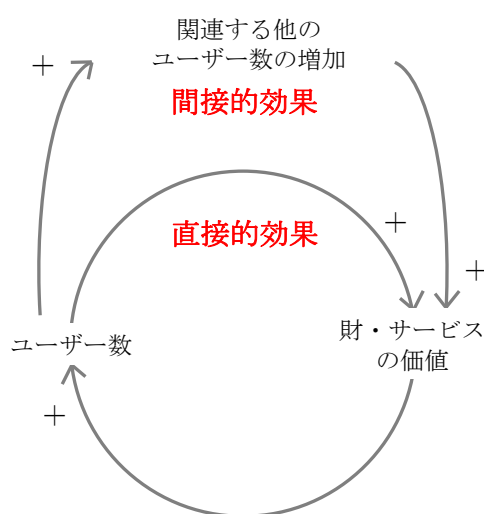 関連する他の
ユーザー数の増加
＋
間接的効果
直接的効果
＋
＋
ユーザー数
財・サービス
の価値
＋